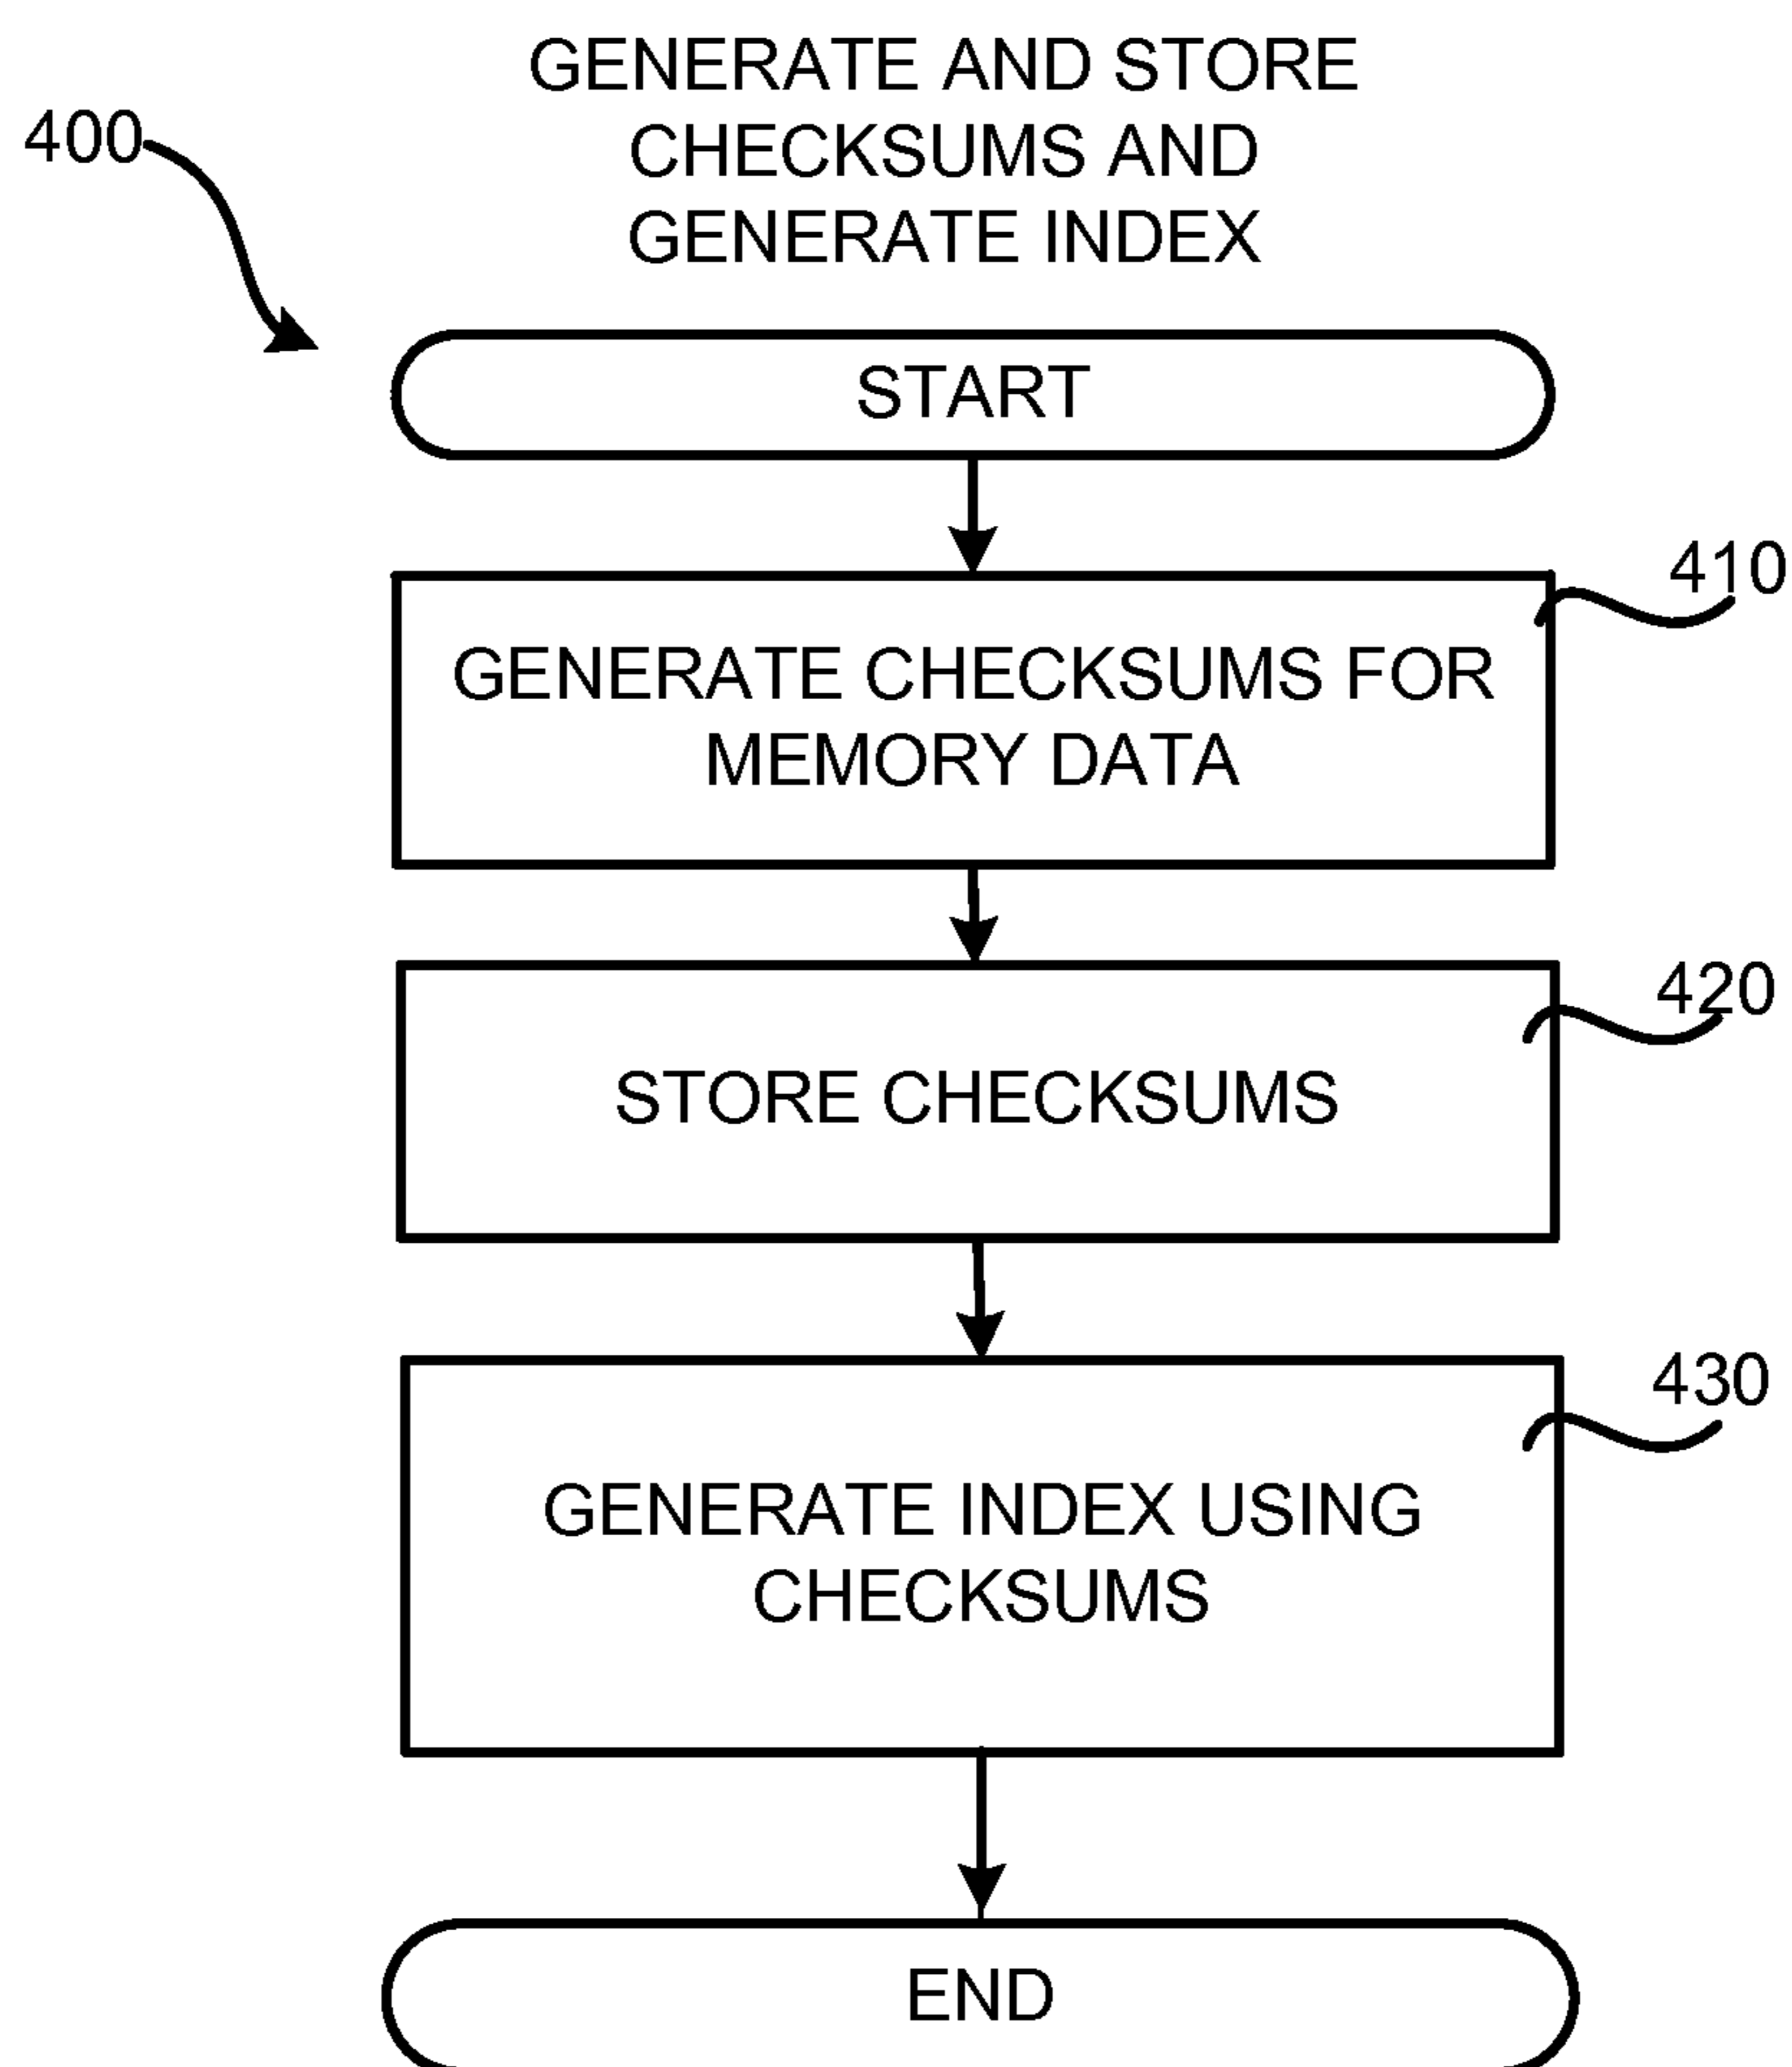 GENERATE AND STORE
CHECKSUMS AND
GENERATE INDEX
400
START
410
GENERATE CHECKSUMS FOR
MEMORY DATA
420
STORE CHECKSUMS
430
GENERATE INDEX USING
CHECKSUMS
END